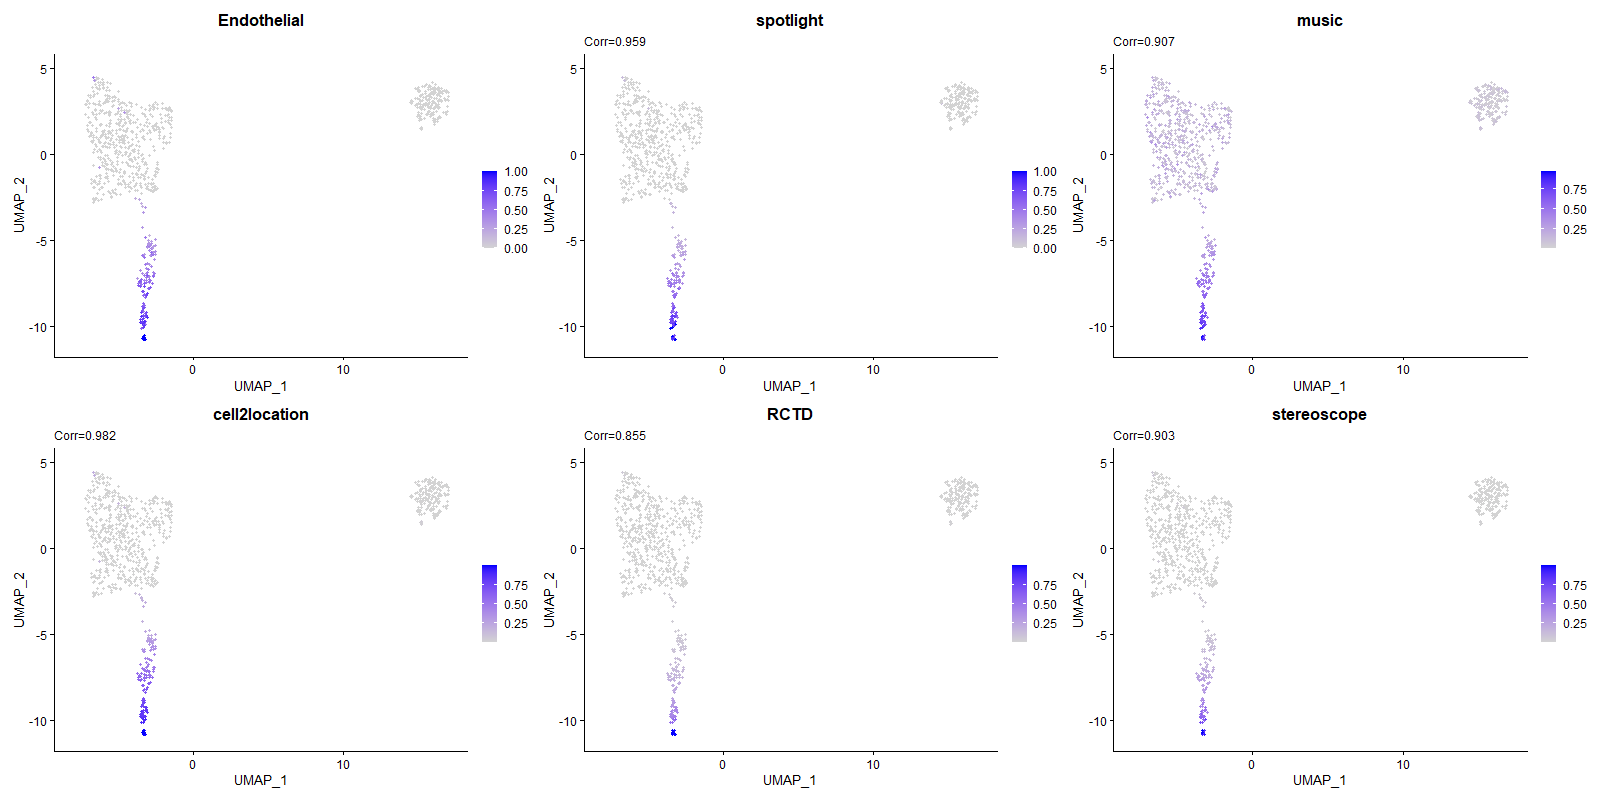 Endothelial
5
0
-5
-10
UMAP_2
0
10
UMAP_1
1.00
0.75
0.50
0.25
0.00
spotlight
Corr=0.959
5
0
-5
-10
UMAP_2
0
10
UMAP_1
1.00
0.75
0.50
0.25
0.00
music
Corr=0.907
5
0
-5
-10
UMAP_2
0
10
UMAP_1
0.75
0.50
0.25
cell2location
Corr=0.982
5
0
-5
-10
UMAP_2
0
10
UMAP_1
0.75
0.50
0.25
RCTD
Corr=0.855
5
0
-5
-10
UMAP_2
0
10
UMAP_1
0.75
0.50
0.25
stereoscope
Corr=0.903
5
0
-5
-10
UMAP_2
0
10
UMAP_1
0.75
0.50
0.25